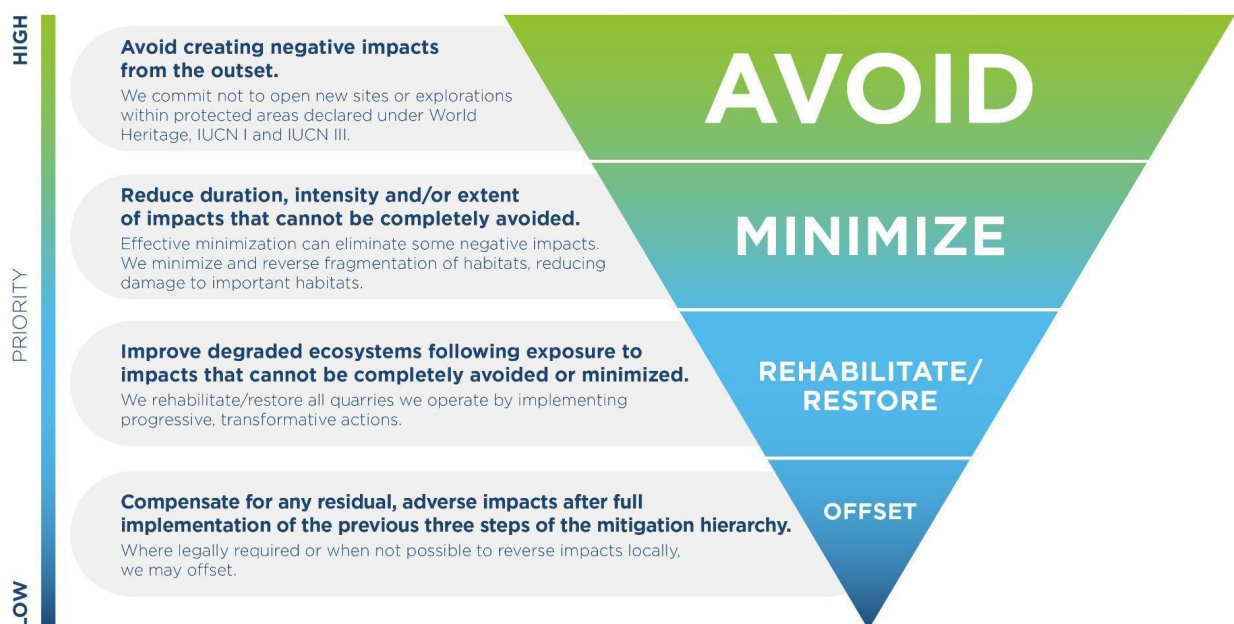 HIGH
PRIORITY
LOW
Avoid creating negative impacts
from the outset.
We commit not to open new sites or explorations
within protected areas declared under World
Heritage, IUCN I and IUCN III.
AVOID
Reduce duration, intensity and/or extent
of impacts that cannot be completely avoided.
Effective minimization can eliminate some negative impacts.
We minimize and reverse fragmentation of habitats, reducing
damage to important habitats.
MINIMIZE
Improve degraded ecosystems following exposure to
impacts that cannot be completely avoided or minimized.
We rehabilitate/restore all quarries we operate by implementing
progressive, transformative actions.
REHABILITATE/
RESTORE
Compensate for any residual, adverse impacts after full
implementation of the previous three steps of the mitigation hierarchy.
Where legally required or when not possible to reverse impacts locally,
we may offset.
OFFSET